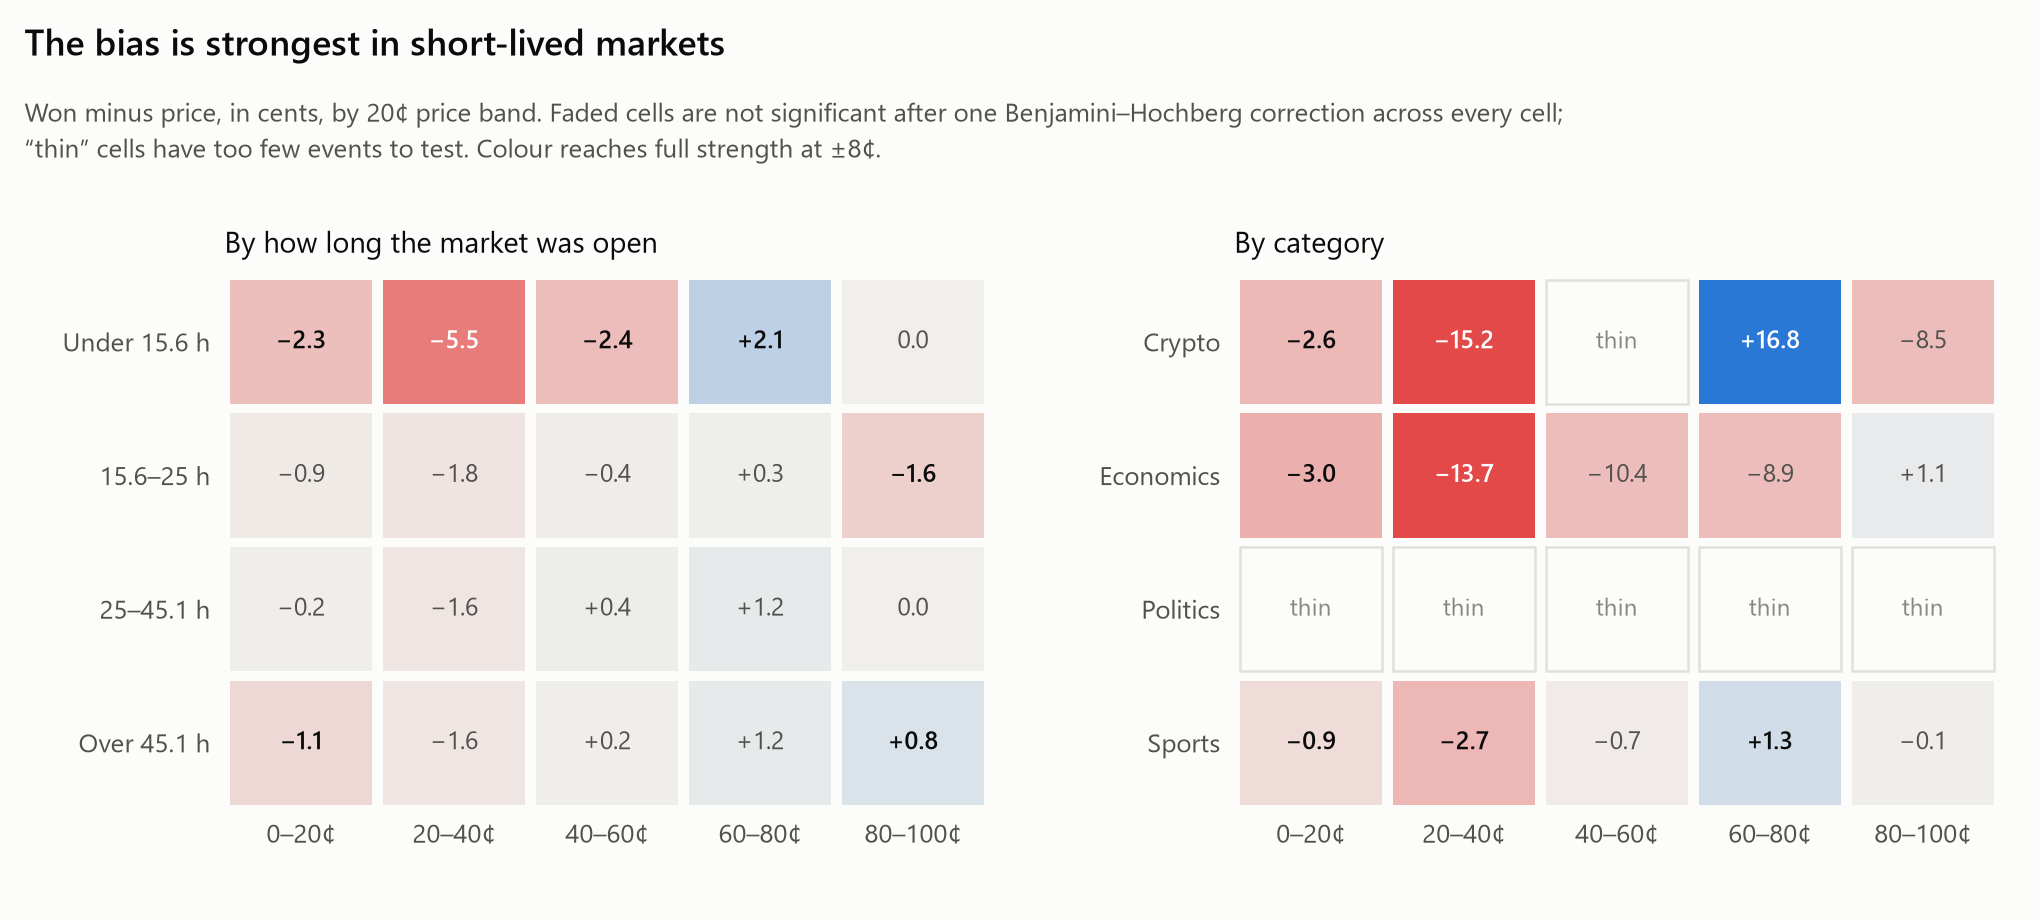 The bias is strongest in short-lived markets
Won minus price, in cents, by 20¢ price band. Faded cells are not significant after one Benjamini–Hochberg correction across every cell;
“thin” cells have too few events to test. Colour reaches full strength at ±8¢.
By how long the market was open
Under 15.6 h −2.3 −5.5 −2.4 +2.1 0.0
15.6–25 h −0.9 −1.8 −0.4 +0.3 −1.6
25–45.1 h −0.2 −1.6 +0.4 +1.2 0.0
Over 45.1 h −1.1 −1.6 +0.2 +1.2 +0.8
0–20¢ 20–40¢ 40–60¢ 60–80¢ 80–100¢
By category
Crypto −2.6 −15.2 thin +16.8 −8.5
Economics −3.0 −13.7 −10.4 −8.9 +1.1
Politics thin thin thin thin thin
Sports −0.9 −2.7 −0.7 +1.3 −0.1
0–20¢ 20–40¢ 40–60¢ 60–80¢ 80–100¢